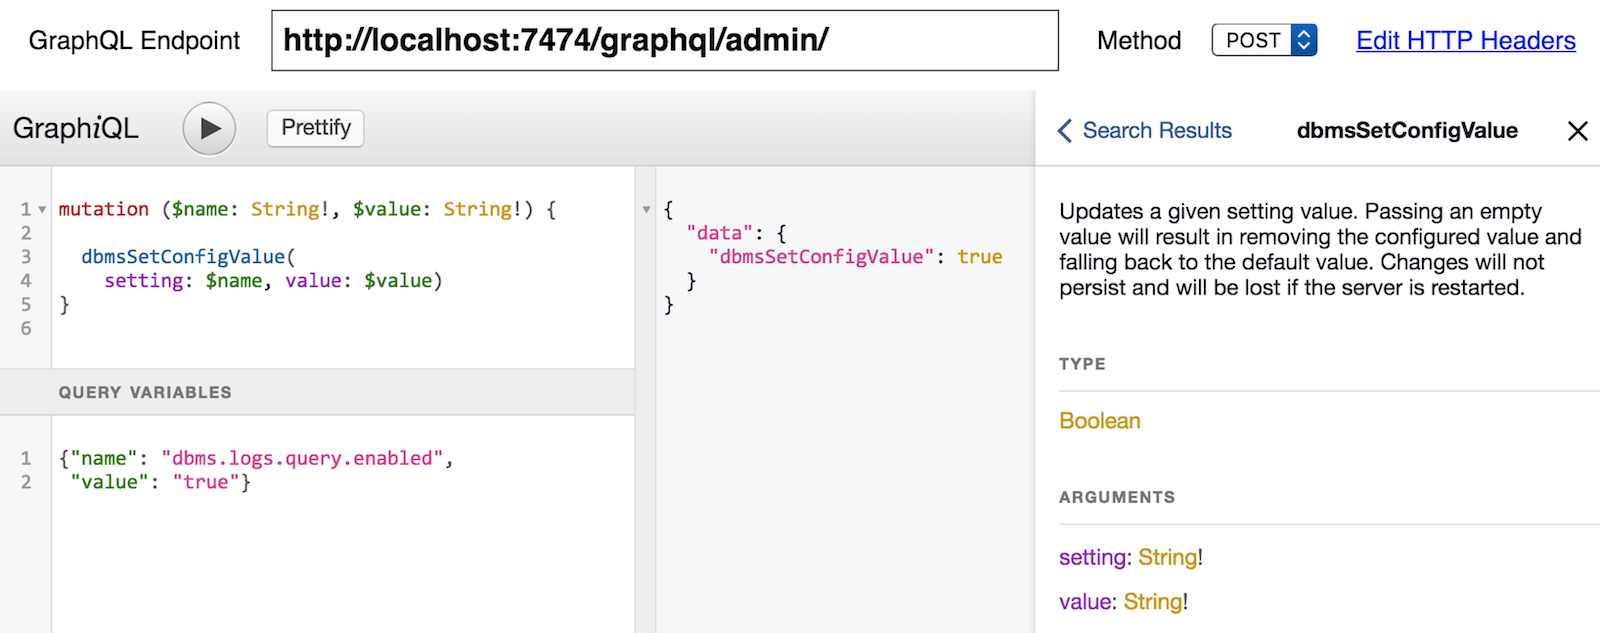 GraphQL Endpoint http://localhost:7474/graphql/admin/ Method POST Edit HTTP Headers
GraphiQL Prettify
1 mutation ($name: String!, $value: String!) {
2
3 dbmsSetConfigValue(
4 setting: $name, value: $value)
5 }
6
QUERY VARIABLES
1 {"name": "dbms.logs.query.enabled",
2 "value": "true"}
{
"data": {
"dbmsSetConfigValue": true
}
}
Search Results dbmsSetConfigValue
Updates a given setting value. Passing an empty
value will result in removing the configured value and
falling back to the default value. Changes will not
persist and will be lost if the server is restarted.
TYPE
Boolean
ARGUMENTS
setting: String!
value: String!